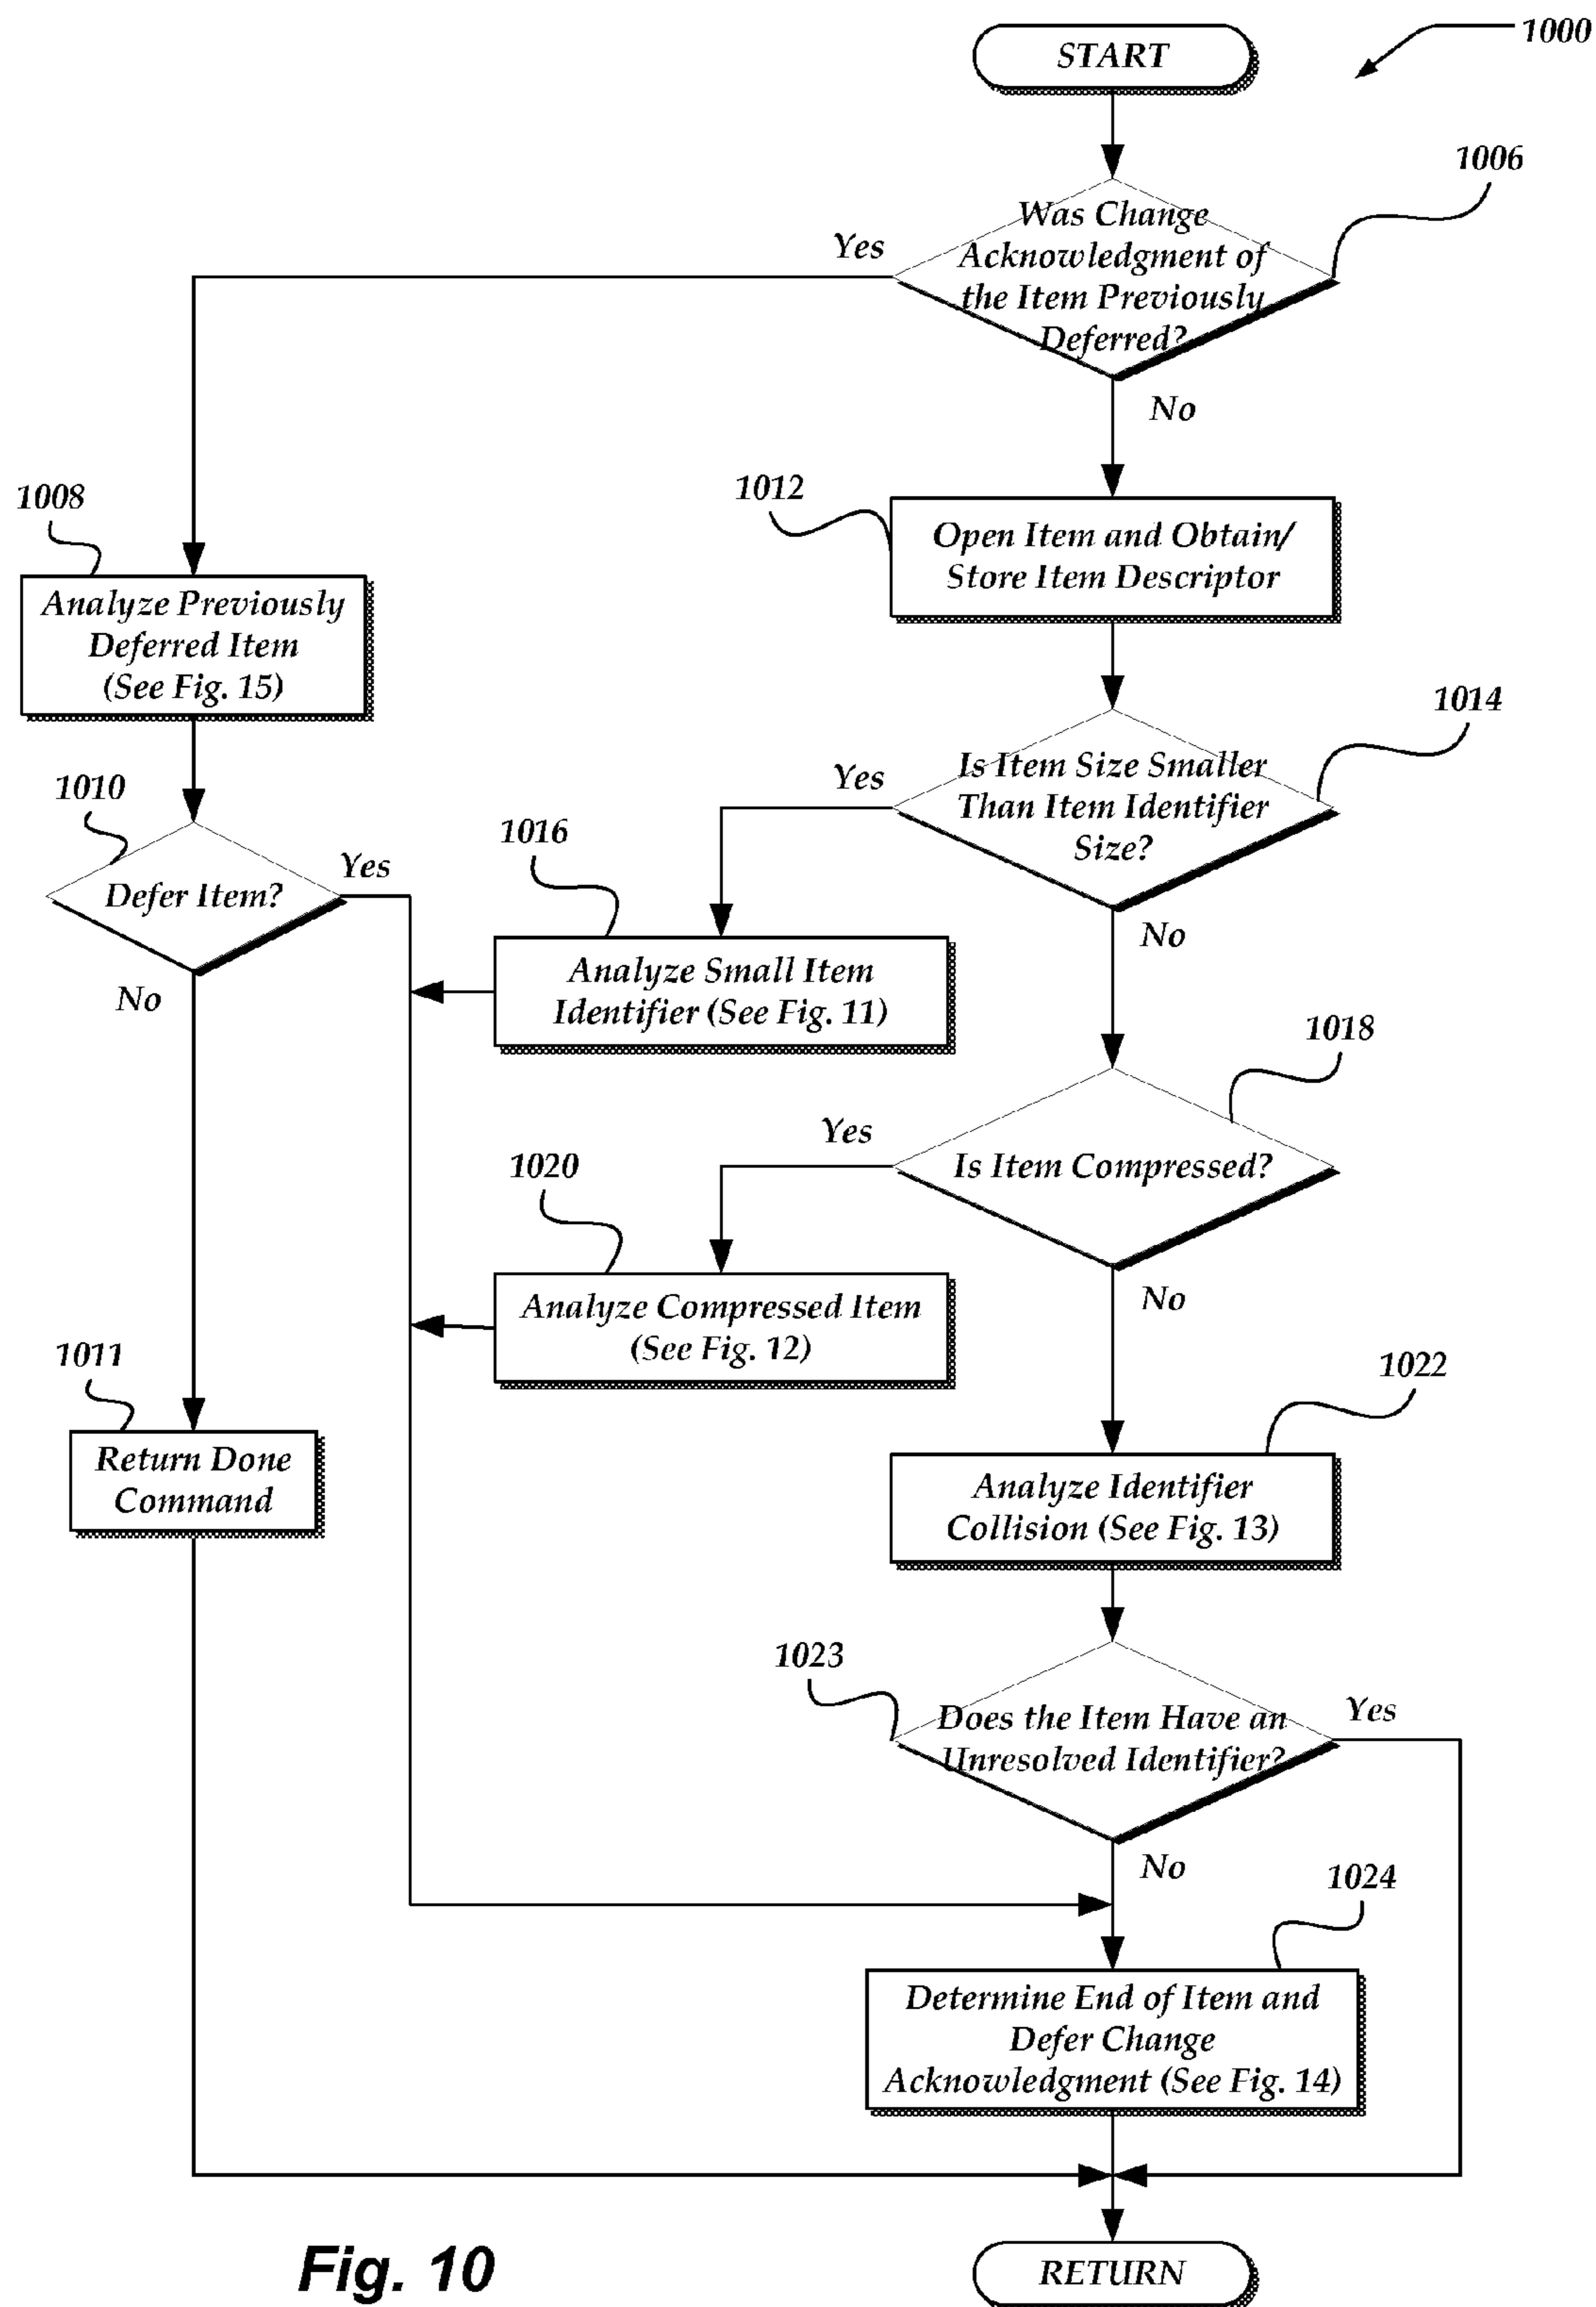 START
1000
1006
Was Change
Acknowledgment of
the Item Previously
Deferred?
Yes
No
1008
Analyze Previously
Deferred Item
(See Fig. 15)
1012
Open Item and Obtain/
Store Item Descriptor
1014
Is Item Size Smaller
Than Item Identifier
Size?
Yes
No
1010
Defer Item?
Yes
No
1016
Analyze Small Item
Identifier (See Fig. 11)
1018
Is Item Compressed?
Yes
No
1020
Analyze Compressed Item
(See Fig. 12)
1011
Return Done
Command
1022
Analyze Identifier
Collision (See Fig. 13)
1023
Does the Item Have an
Unresolved Identifier?
Yes
No
1024
Determine End of Item and
Defer Change
Acknowledgment (See Fig. 14)
RETURN
Fig. 10